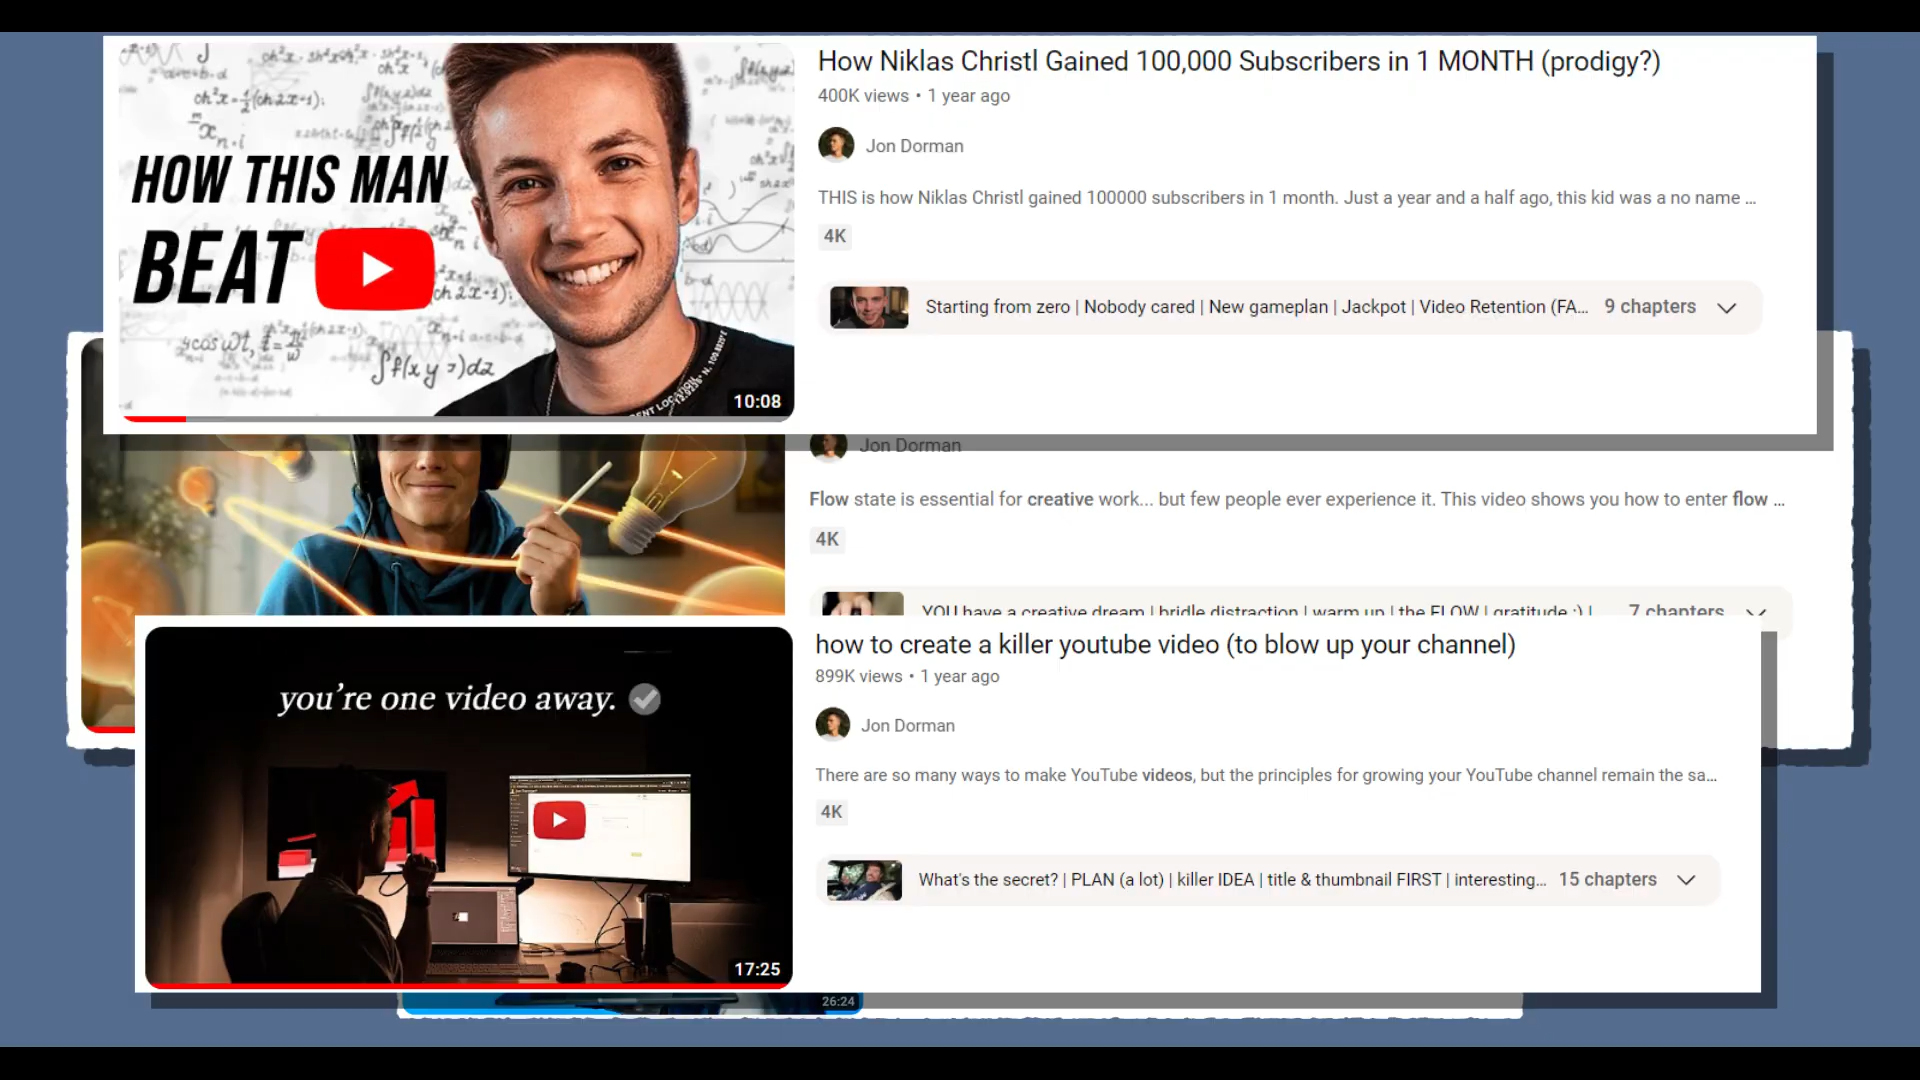 HOW THIS MAN
BEAT
10:08
How Niklas Christl Gained 100,000 Subscribers in 1 MONTH (prodigy?)
400K views • 1 year ago
Jon Dorman
THIS is how Niklas Christl gained 100000 subscribers in 1 month. Just a year and a half ago, this kid was a no name ...
4K
Starting from zero | Nobody cared | New gameplan | Jackpot | Video Retention (FA... 9 chapters
Jon Dorman
Flow state is essential for creative work... but few people ever experience it. This video shows you how to enter flow ...
4K
YOU have a creative dream | bridle distraction | warm up | the FLOW | gratitude :) | 7 chapters
you're one video away.
17:25
how to create a killer youtube video (to blow up your channel)
899K views • 1 year ago
Jon Dorman
There are so many ways to make YouTube videos, but the principles for growing your YouTube channel remain the sa...
4K
What's the secret? | PLAN (a lot) | killer IDEA | title & thumbnail FIRST | interesting... 15 chapters
26:24